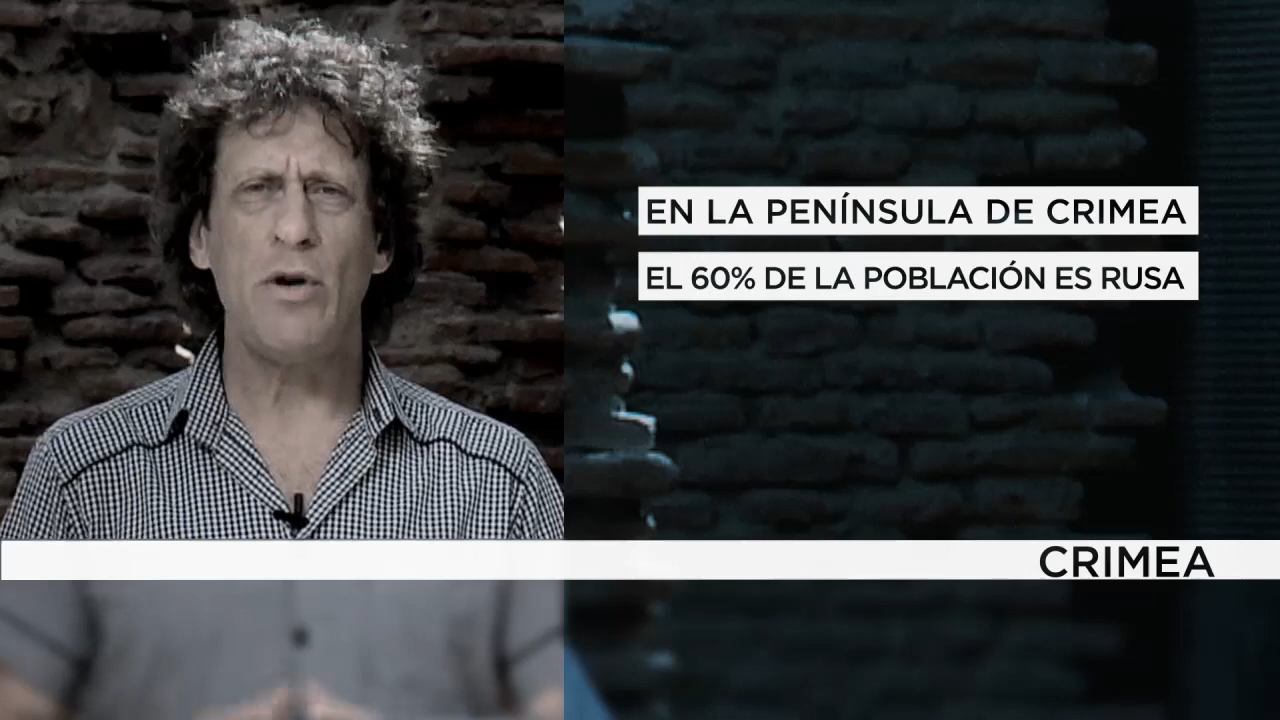 EN LA PENÍNSULA DE CRIMEA
EL 60% DE LA POBLACIÓN ES RUSA
CRIMEA